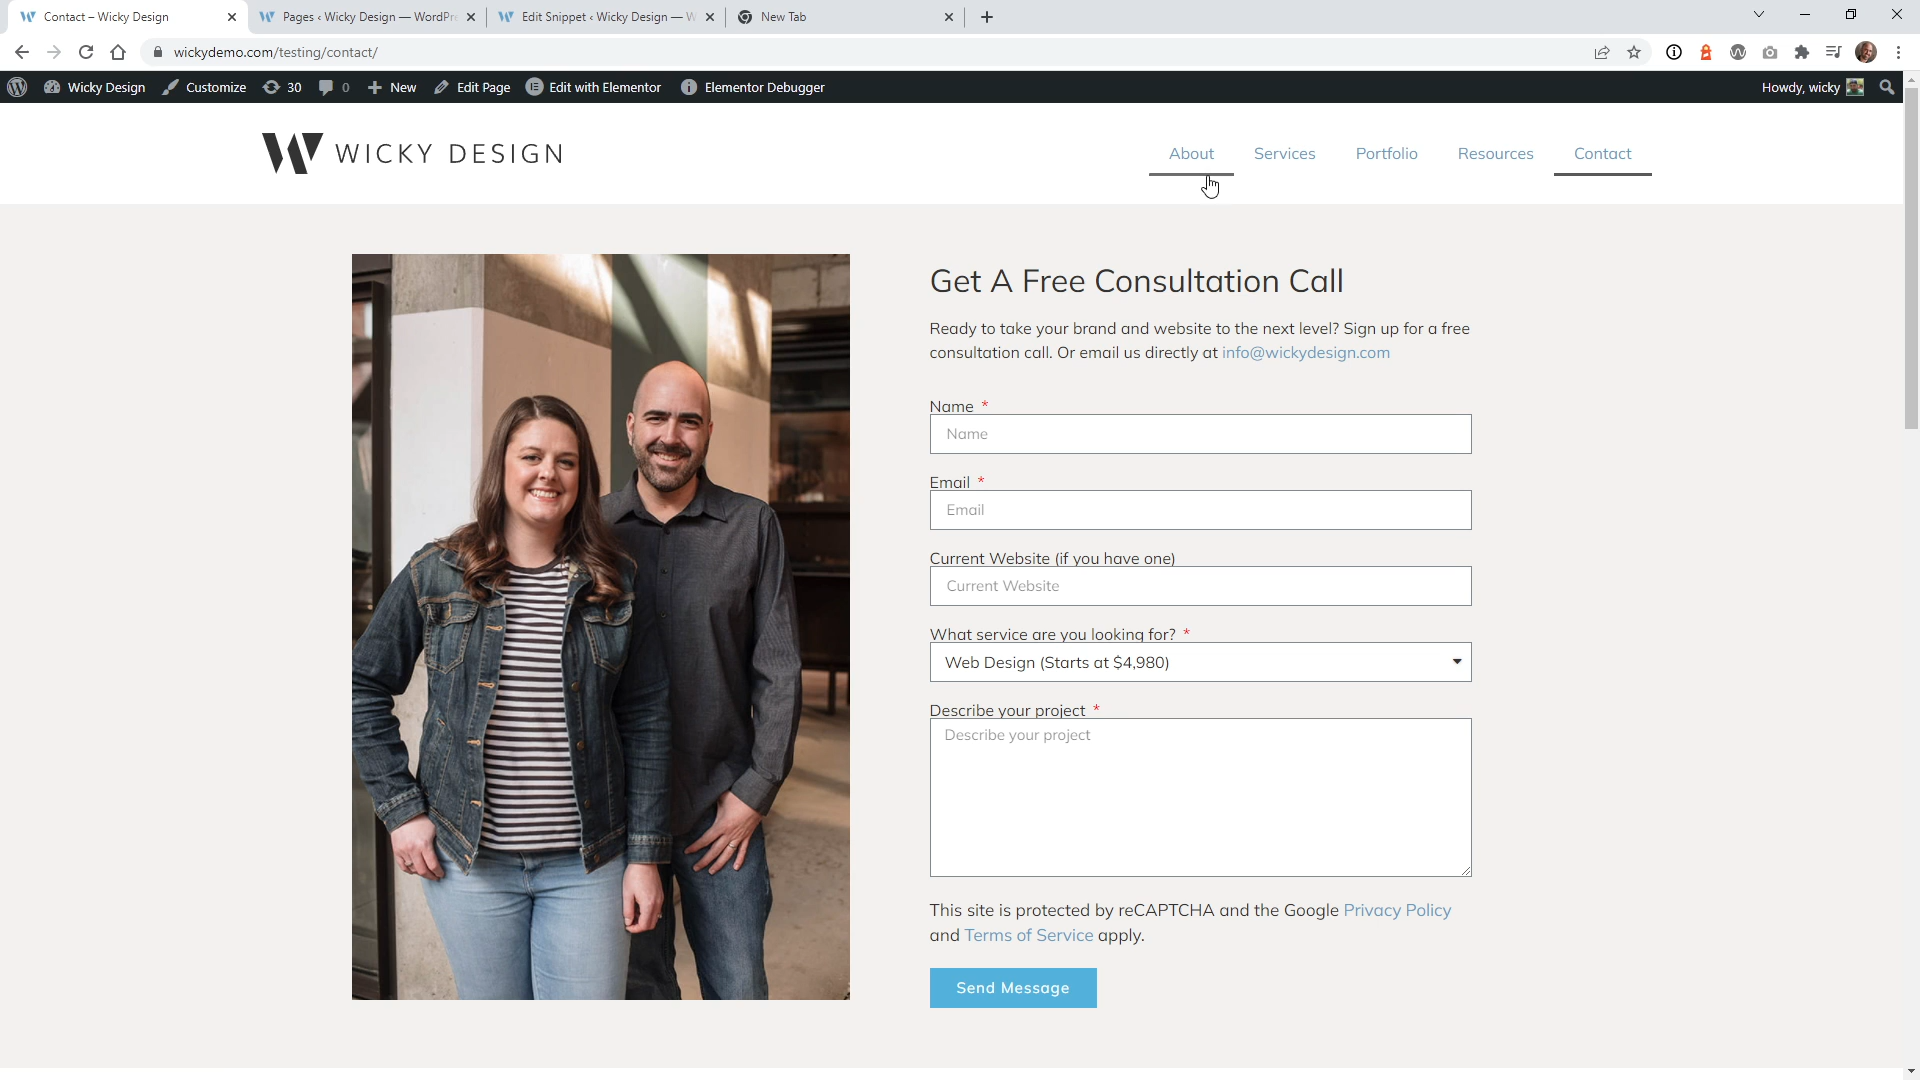 Contact – Wicky Design
Pages ‹ Wicky Design — WordPre
Edit Snippet ‹ Wicky Design — W
New Tab
wickydemo.com/testing/contact/
Wicky Design
Customize
30
0
New
Edit Page
Edit with Elementor
Elementor Debugger
Howdy, wicky
WICKY DESIGN
About
Services
Portfolio
Resources
Contact
Get A Free Consultation Call
Ready to take your brand and website to the next level? Sign up for a free
consultation call. Or email us directly at info@wickydesign.com
Name *
Name
Email *
Email
Current Website (if you have one)
Current Website
What service are you looking for? *
Web Design (Starts at $4,980)
Describe your project *
Describe your project
This site is protected by reCAPTCHA and the Google Privacy Policy
and Terms of Service apply.
Send Message